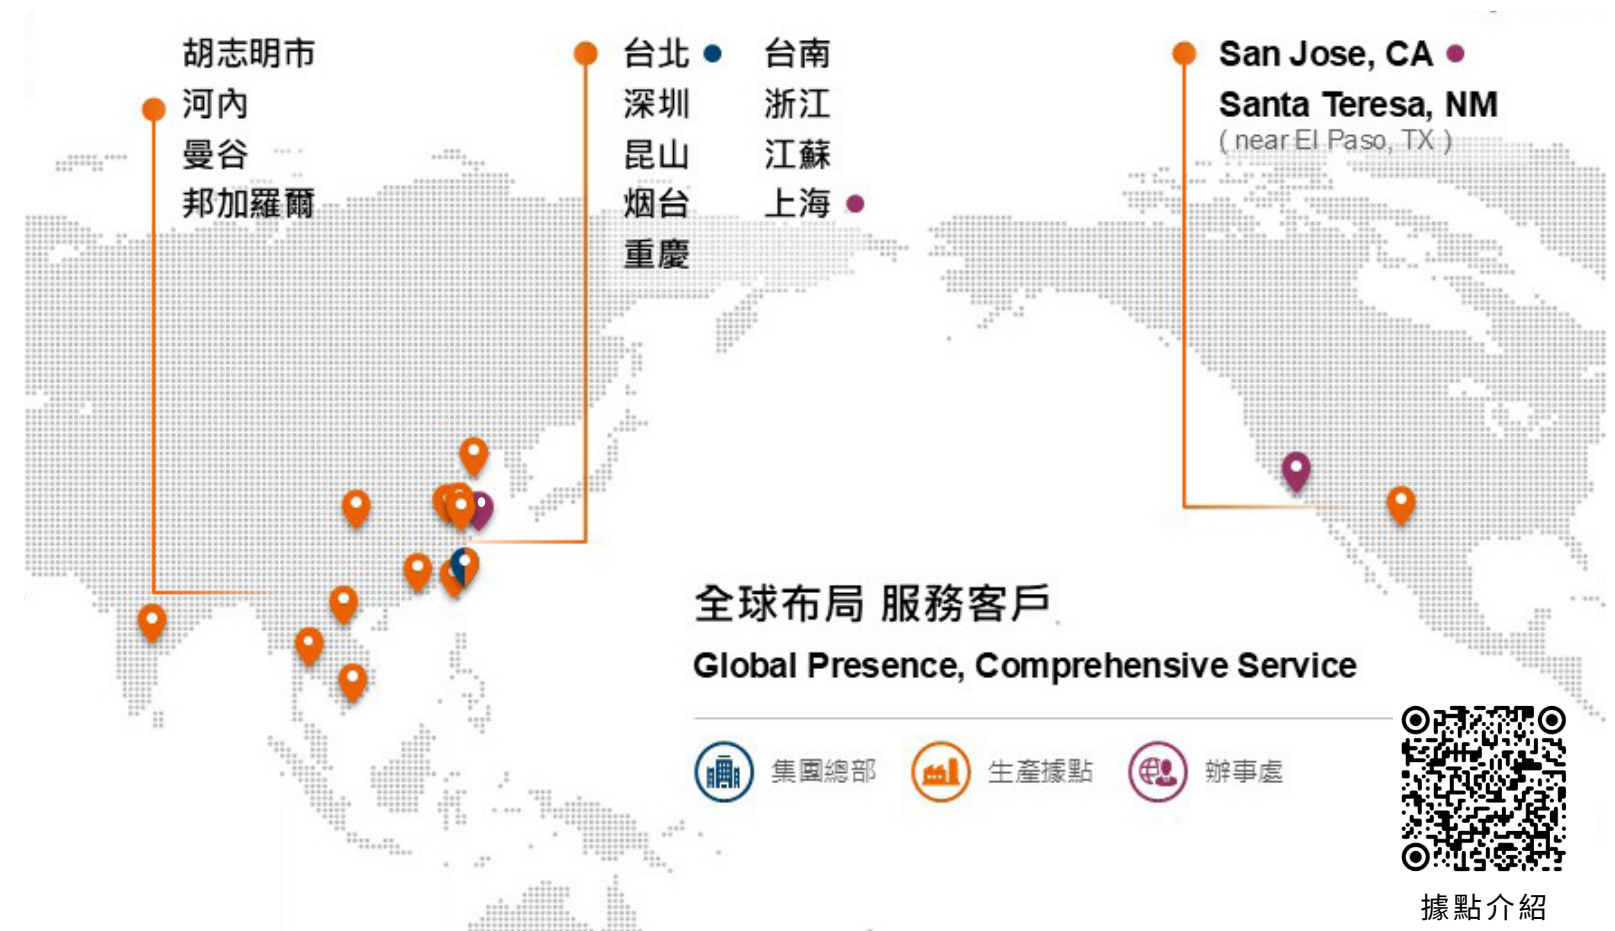 胡志明市
河內
曼谷
邦加羅爾
台北
深圳
昆山
烟台
重慶
台南
浙江
江蘇
上海
San Jose, CA
Santa Teresa, NM
( near El Paso, TX )
全球布局 服務客戶
Global Presence, Comprehensive Service
集團總部
生產據點
辦事處
據點介紹